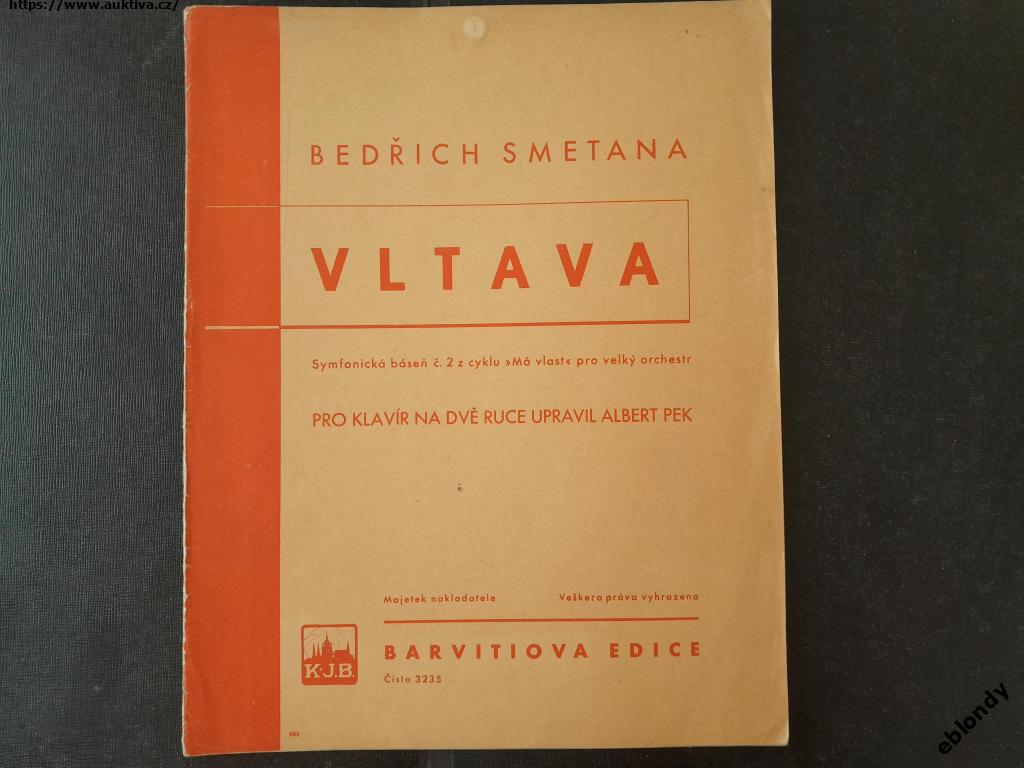 https://www.auktiva.cz/
BEDŘICH SMETANA
VLTAVA
Symfonická báseň č. 2 z cyklu »Má vlast« pro velký orchestr
PRO KLAVÍR NA DVĚ RUCE UPRAVIL ALBERT PEK
Majetek nakladatele Veškera práva vyhrazena
BARVITIOVA EDICE
K.J.B.
Číslo 3235
eblondy